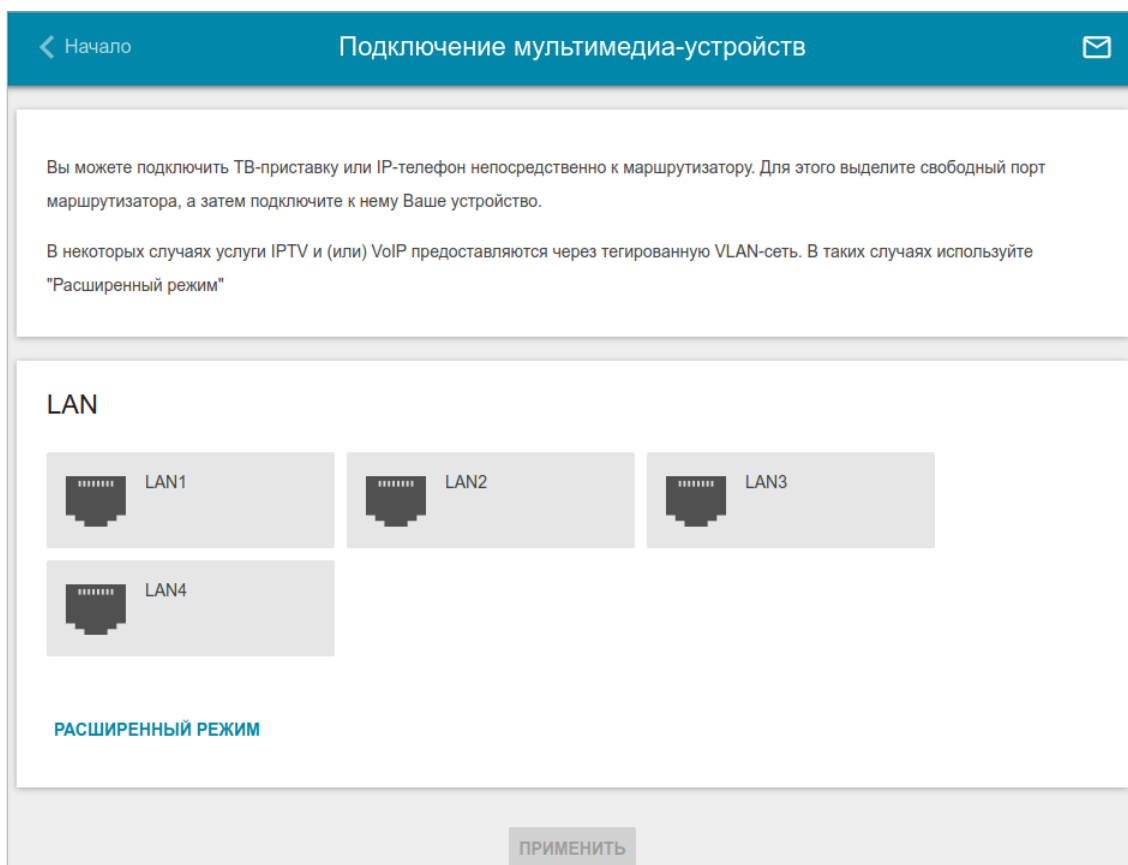 Начало
Подключение мультимедиа-устройств
Вы можете подключить ТВ-приставку или IP-телефон непосредственно к маршрутизатору. Для этого выделите свободный порт
маршрутизатора, а затем подключите к нему Ваше устройство.
В некоторых случаях услуги IPTV и (или) VoIP предоставляются через тегированную VLAN-сеть. В таких случаях используйте
"Расширенный режим"
LAN
LAN1
LAN2
LAN3
LAN4
РАСШИРЕННЫЙ РЕЖИМ
ПРИМЕНИТЬ